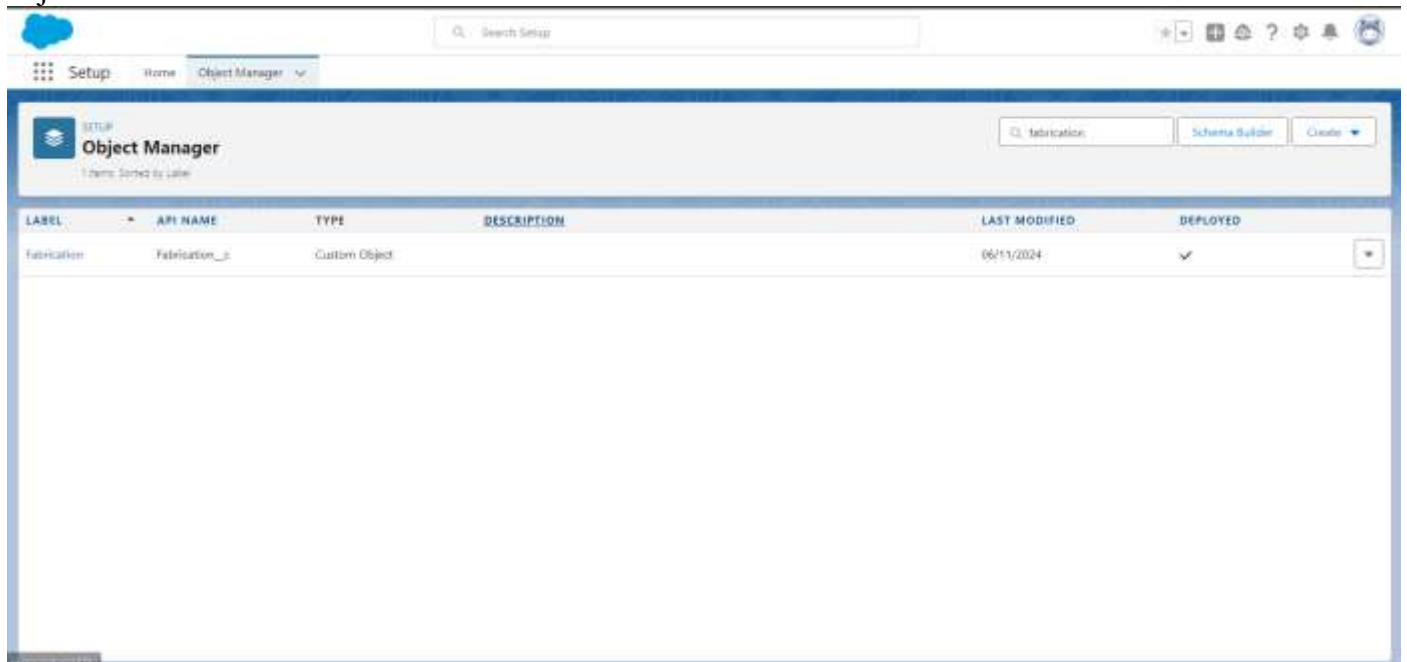 Search Setup
Setup Home Object Manager
SETUP
Object Manager
1 Items, Sorted by Label
fabrication
Schema Builder
Create
LABEL API NAME TYPE DESCRIPTION LAST MODIFIED DEPLOYED
Fabrication Fabrication__c Custom Object 06/11/2024